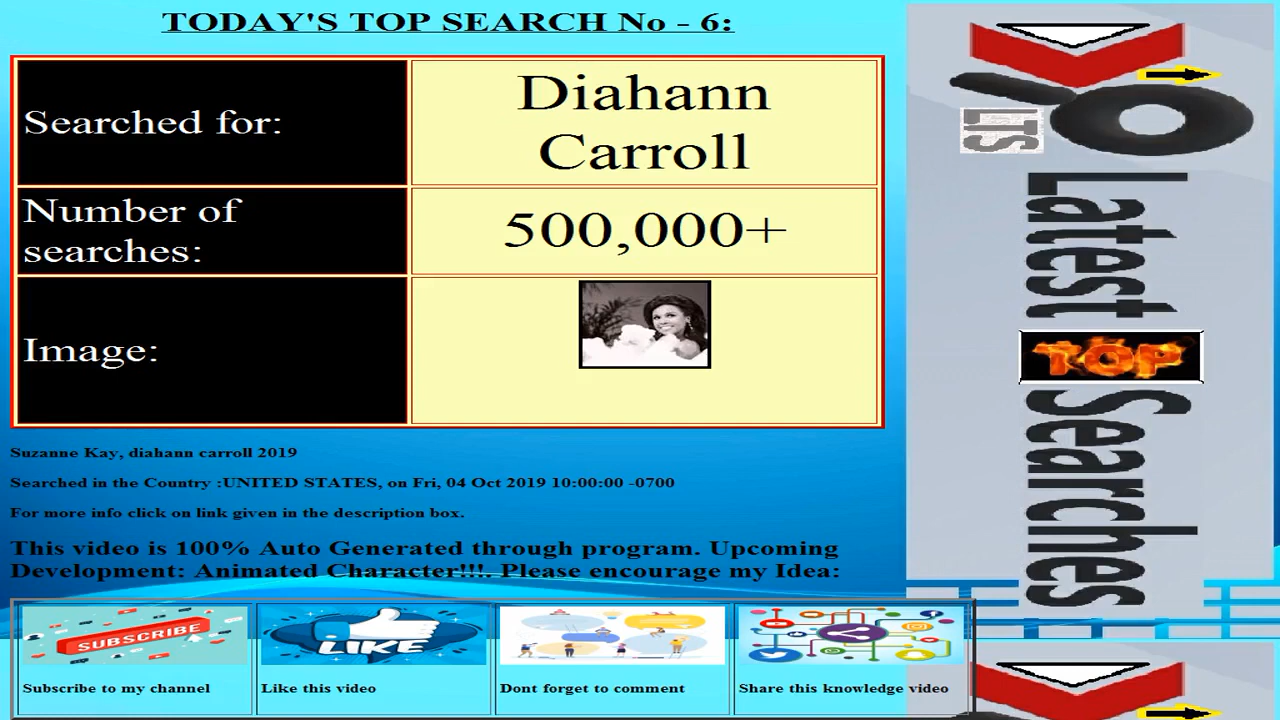 TODAY'S TOP SEARCH No - 6:
Searched for:
Diahann
Carroll
Number of
searches:
500,000+
Image:
Suzanne Kay, diahann carroll 2019
Searched in the Country :UNITED STATES, on Fri, 04 Oct 2019 10:00:00 -0700
For more info click on link given in the description box.
This video is 100% Auto Generated through program. Upcoming
Development: Animated Character!!!. Please encourage my Idea:
SUBSCRIBE
LIKE
Subscribe to my channel
Like this video
Dont forget to comment
Share this knowledge video
LTS
Latest
TOP
Searches